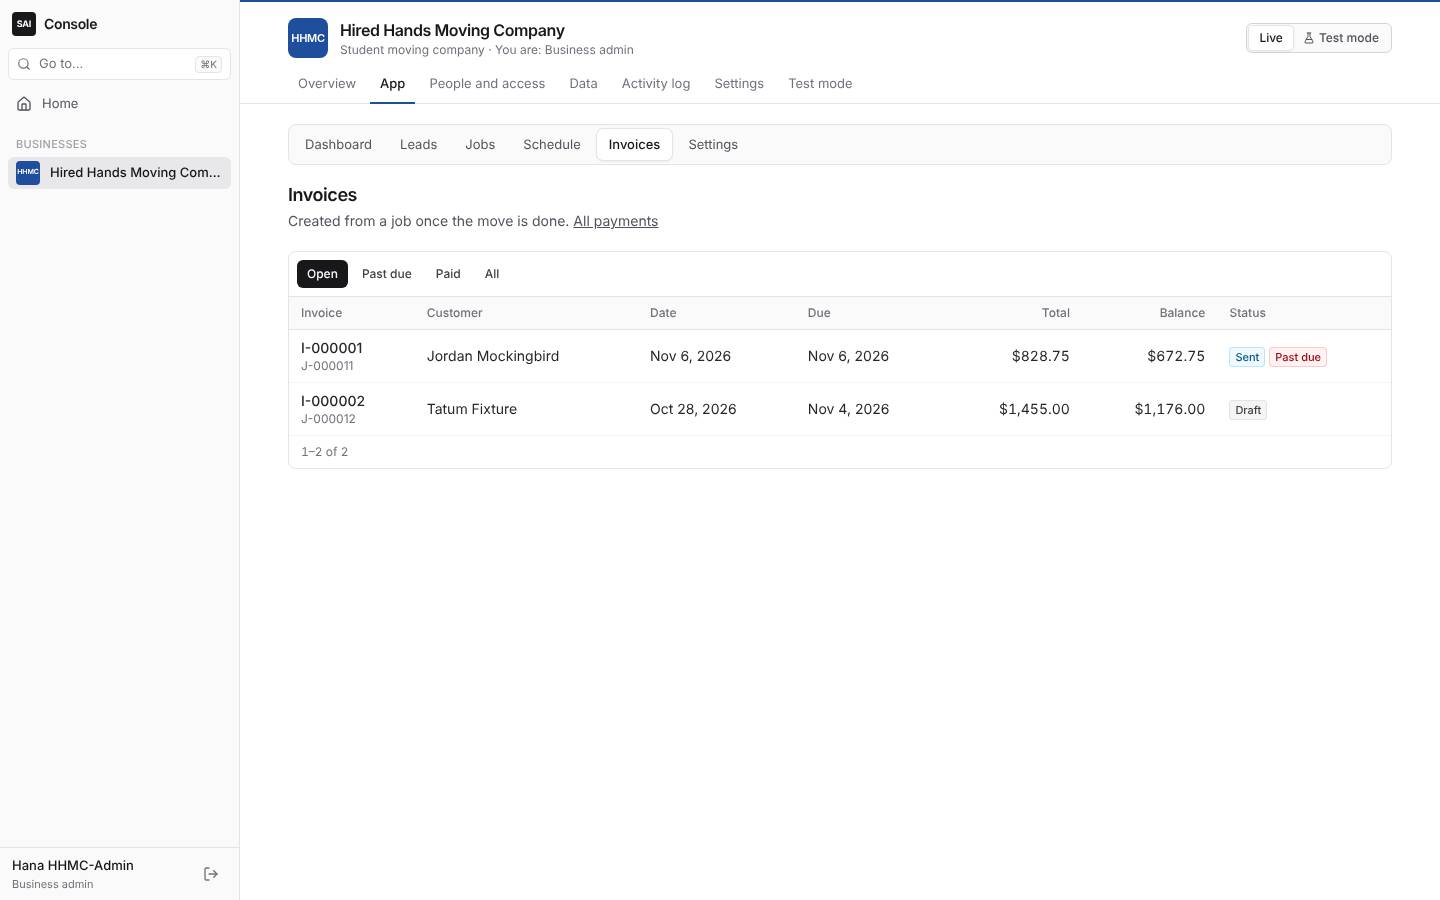 SAI Console
Go to... ⌘K
Home
BUSINESSES
HHMC Hired Hands Moving Com...
Hana HHMC-Admin
Business admin
HHMC
Hired Hands Moving Company
Student moving company · You are: Business admin
Live Test mode
Overview App People and access Data Activity log Settings Test mode
Dashboard Leads Jobs Schedule Invoices Settings
Invoices
Created from a job once the move is done. All payments
Open Past due Paid All
Invoice Customer Date Due Total Balance Status
I-000001 Jordan Mockingbird Nov 6, 2026 Nov 6, 2026 $828.75 $672.75 Sent Past due
J-000011
I-000002 Tatum Fixture Oct 28, 2026 Nov 4, 2026 $1,455.00 $1,176.00 Draft
J-000012
1–2 of 2